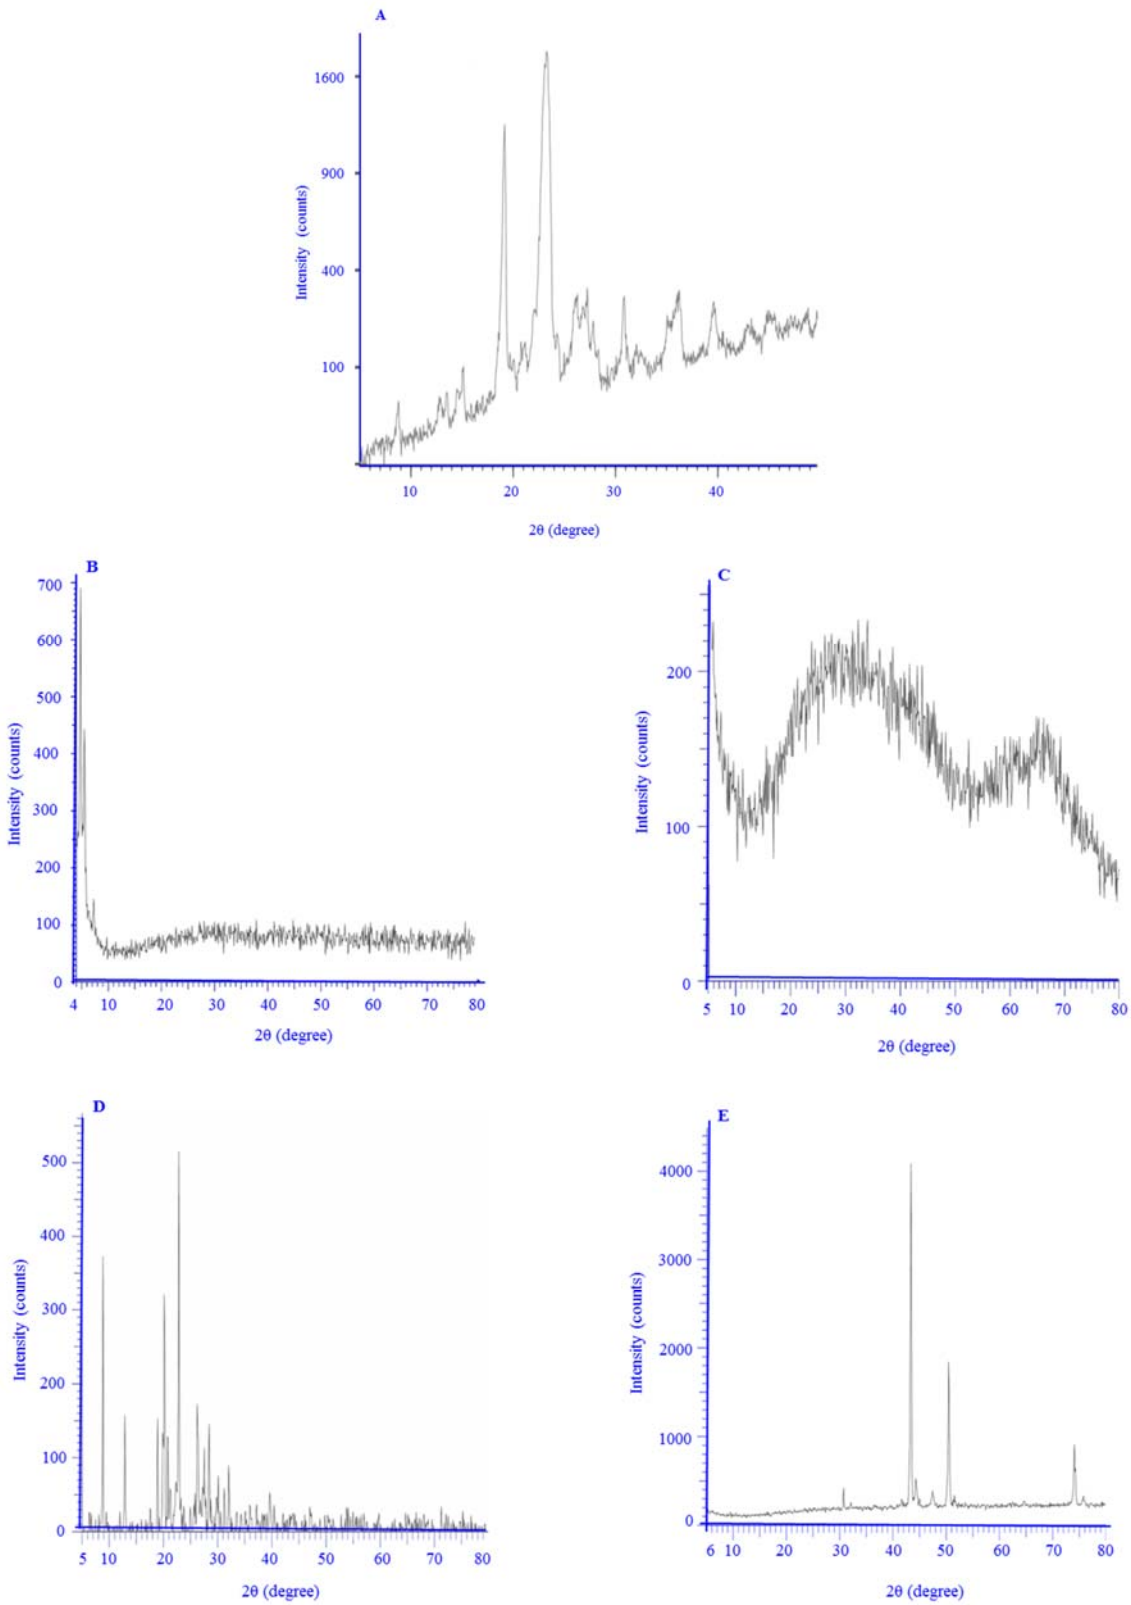 A
1600
900
400
100
Intensity (counts)
10 20 30 40
2θ (degree)
B
700
600
500
400
300
200
100
0
Intensity (counts)
4 10 20 30 40 50 60 70 80
2θ (degree)
C
200
100
0
Intensity (counts)
5 10 20 30 40 50 60 70 80
2θ (degree)
D
500
400
300
200
100
0
Intensity (counts)
5 10 20 30 40 50 60 70 80
2θ (degree)
E
4000
3000
2000
1000
0
Intensity (counts)
6 10 20 30 40 50 60 70 80
2θ (degree)